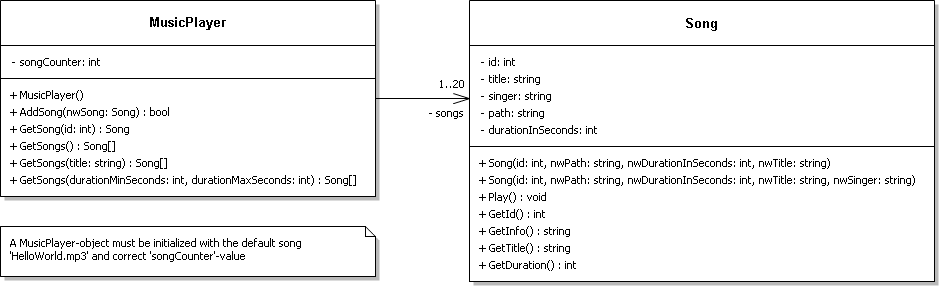 MusicPlayer
- songCounter: int
+ MusicPlayer()
+ AddSong(nwSong: Song) : bool
+ GetSong(id: int) : Song
+ GetSongs() : Song[]
+ GetSongs(title: string) : Song[]
+ GetSongs(durationMinSeconds: int, durationMaxSeconds: int) : Song[]
1..20
- songs
Song
- id: int
- title: string
- singer: string
- path: string
- durationInSeconds: int
+ Song(id: int, nwPath: string, nwDurationInSeconds: int, nwTitle: string)
+ Song(id: int, nwPath: string, nwDurationInSeconds: int, nwTitle: string, nwSinger: string)
+ Play() : void
+ GetId() : int
+ GetInfo() : string
+ GetTitle() : string
+ GetDuration() : int
A MusicPlayer-object must be initialized with the default song
'HelloWorld.mp3' and correct 'songCounter'-value